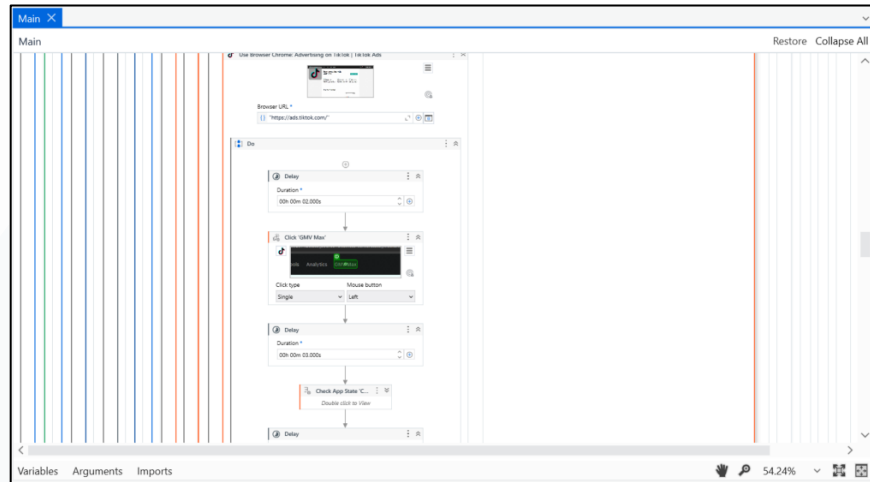 Main
Main Restore Collapse All
Use Browser Chrome: Advertising on TikTok | TikTok Ads
Browser URL *
"https://ads.tiktok.com/"
Do
Delay
Duration *
00h 00m 02.000s
Click 'GMV Max'
Analytics GMV Max
Click type Mouse button
Single Left
Delay
Duration *
00h 00m 03.000s
Check App State 'C...
Double click to View
Delay
Variables Arguments Imports 54.24%